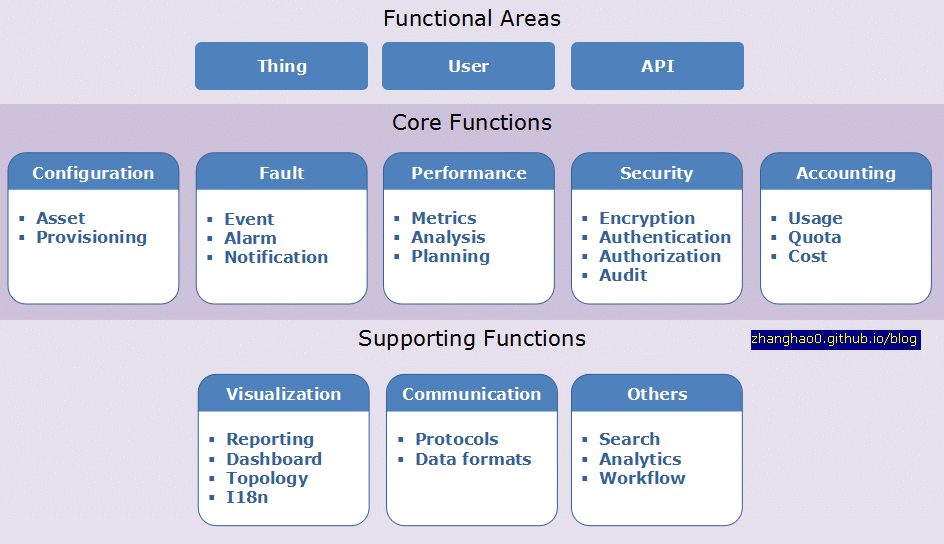 Functional Areas
Thing
User
API
Core Functions
Configuration
▪ Asset
▪ Provisioning
Fault
▪ Event
▪ Alarm
▪ Notification
Performance
▪ Metrics
▪ Analysis
▪ Planning
Security
▪ Encryption
▪ Authentication
▪ Authorization
▪ Audit
Accounting
▪ Usage
▪ Quota
▪ Cost
Supporting Functions
zhanghao0.github.io/blog
Visualization
▪ Reporting
▪ Dashboard
▪ Topology
▪ I18n
Communication
▪ Protocols
▪ Data formats
Others
▪ Search
▪ Analytics
▪ Workflow